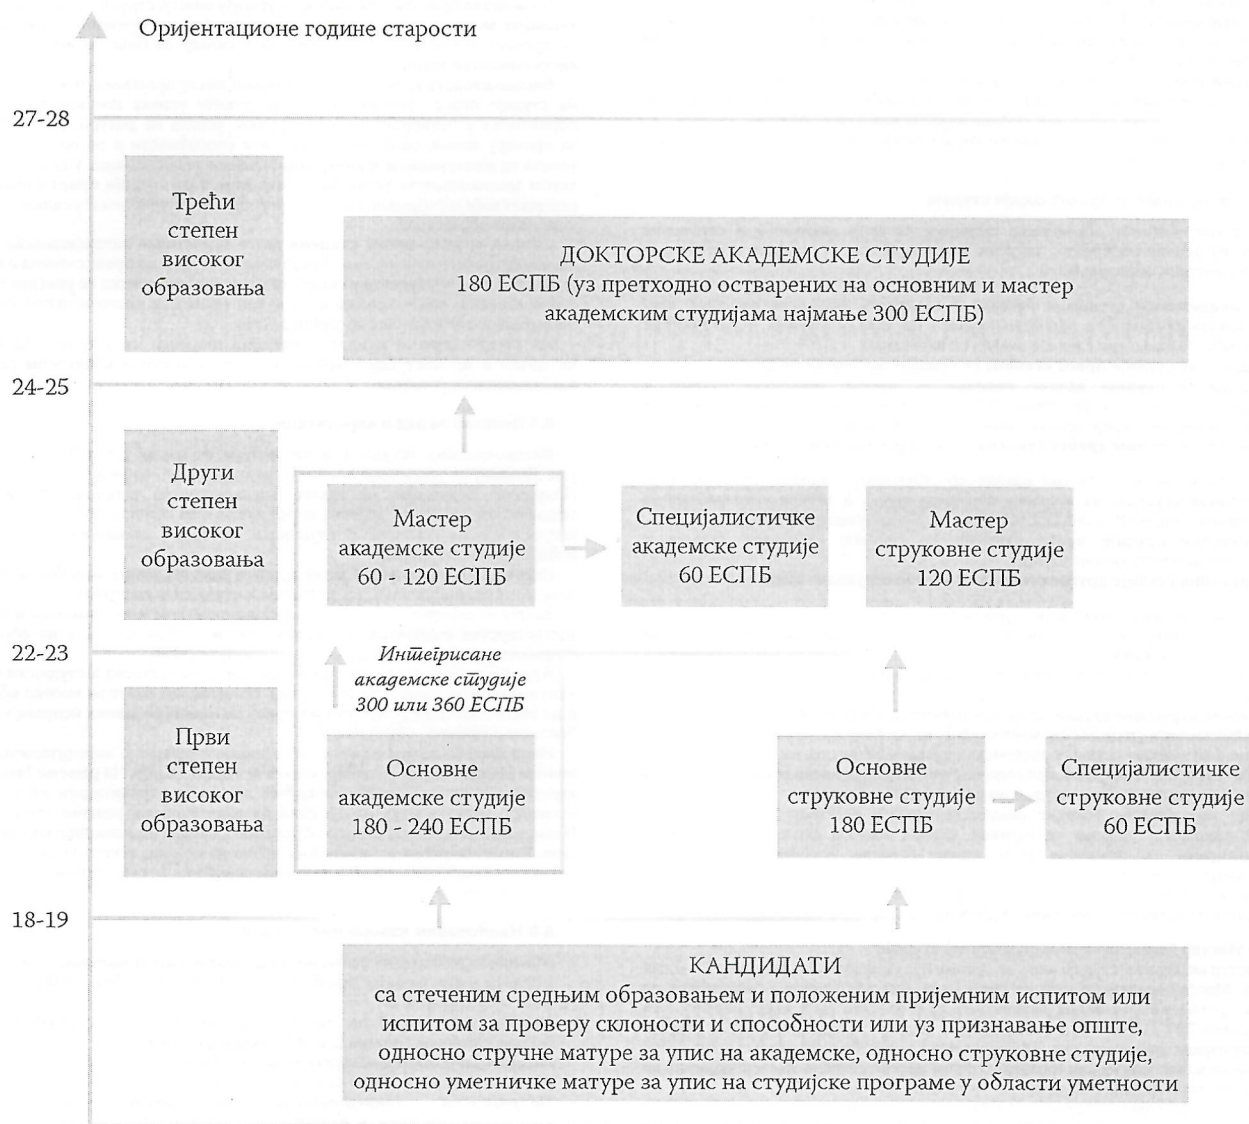 Оријентационе године старости
27-28
Трећи
степен
високог
образовања
ДОКТОРСКЕ АКАДЕМСКЕ СТУДИЈЕ
180 ЕСПБ (уз претходно остварених на основним и мастер
академским студијама најмање 300 ЕСПБ)
24-25
Други
степен
високог
образовања
Мастер
академске студије
60 - 120 ЕСПБ
Специјалистичке
академске студије
60 ЕСПБ
Мастер
струковне студије
120 ЕСПБ
22-23
Интегрисане
академске студије
300 или 360 ЕСПБ
Први
степен
високог
образовања
Основне
академске студије
180 - 240 ЕСПБ
Основне
струковне студије
180 ЕСПБ
Специјалистичке
струковне студије
60 ЕСПБ
18-19
КАНДИДАТИ
са стеченим средњим образовањем и положеним пријемним испитом или
испитом за проверу склоности и способности или уз признавање опште,
односно стручне матуре за упис на академске, односно струковне студије,
односно уметничке матуре за упис на студијске програме у области уметности